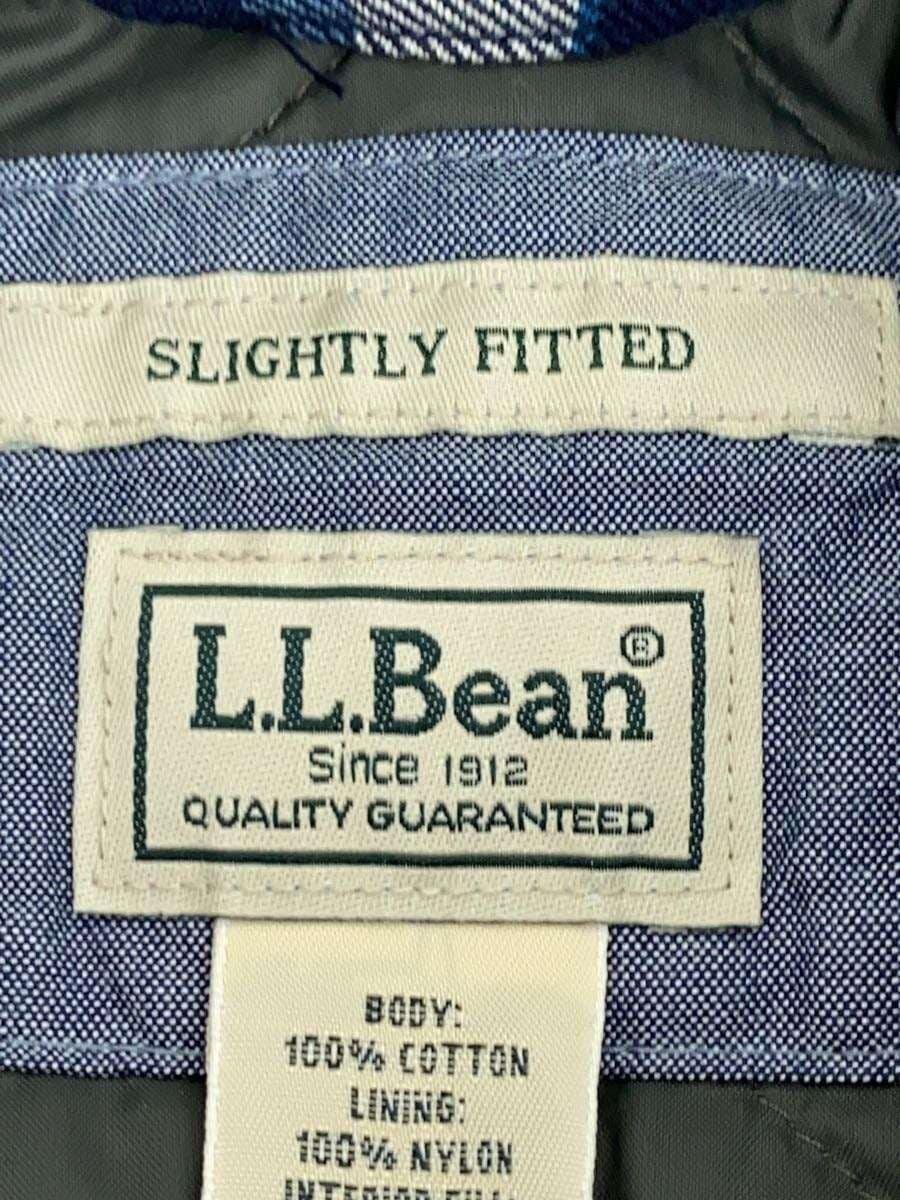 SLIGHTLY FITTED
L.L.Bean®
Since 1912
QUALITY GUARANTEED
BODY:
100% COTTON
LINING:
100% NYLON